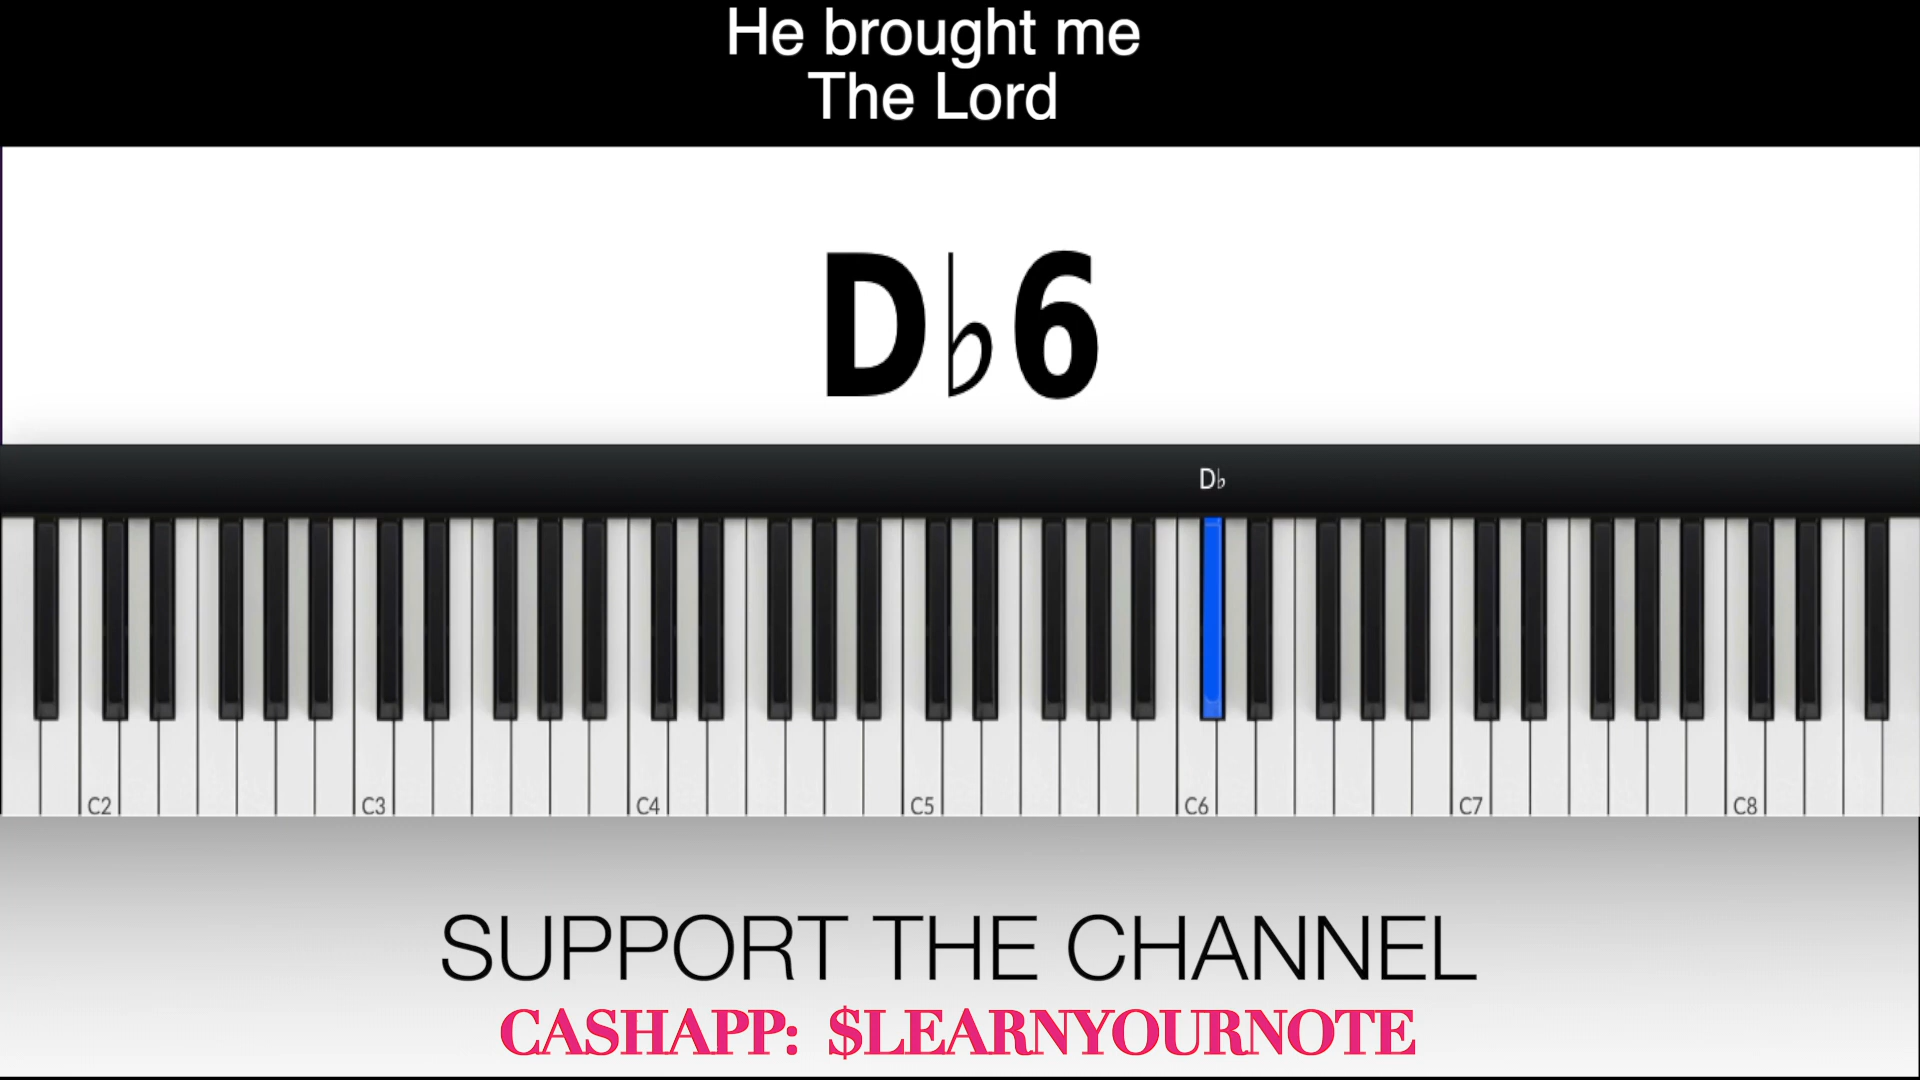 He brought me
The Lord
D♭6
D♭
C2 C3 C4 C5 C6 C7 C8
SUPPORT THE CHANNEL
CASHAPP: $LEARNYOURNOTE